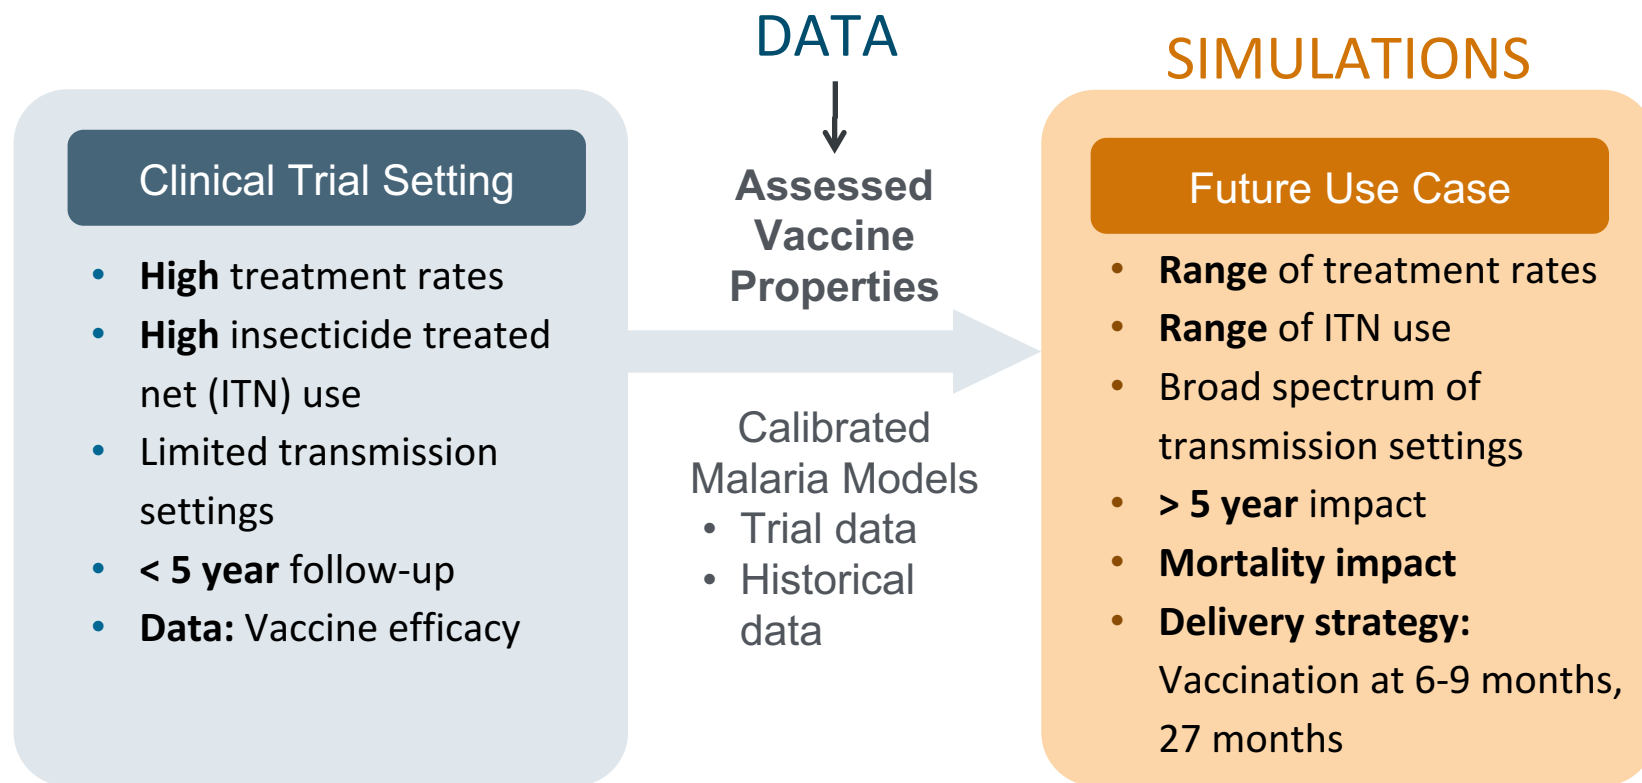 DATA
SIMULATIONS
Clinical Trial Setting
• High treatment rates
• High insecticide treated
net (ITN) use
• Limited transmission
settings
• < 5 year follow-up
• Data: Vaccine efficacy
Assessed
Vaccine
Properties
Calibrated
Malaria Models
• Trial data
• Historical
data
Future Use Case
• Range of treatment rates
• Range of ITN use
• Broad spectrum of
transmission settings
• > 5 year impact
• Mortality impact
• Delivery strategy:
Vaccination at 6-9 months,
27 months